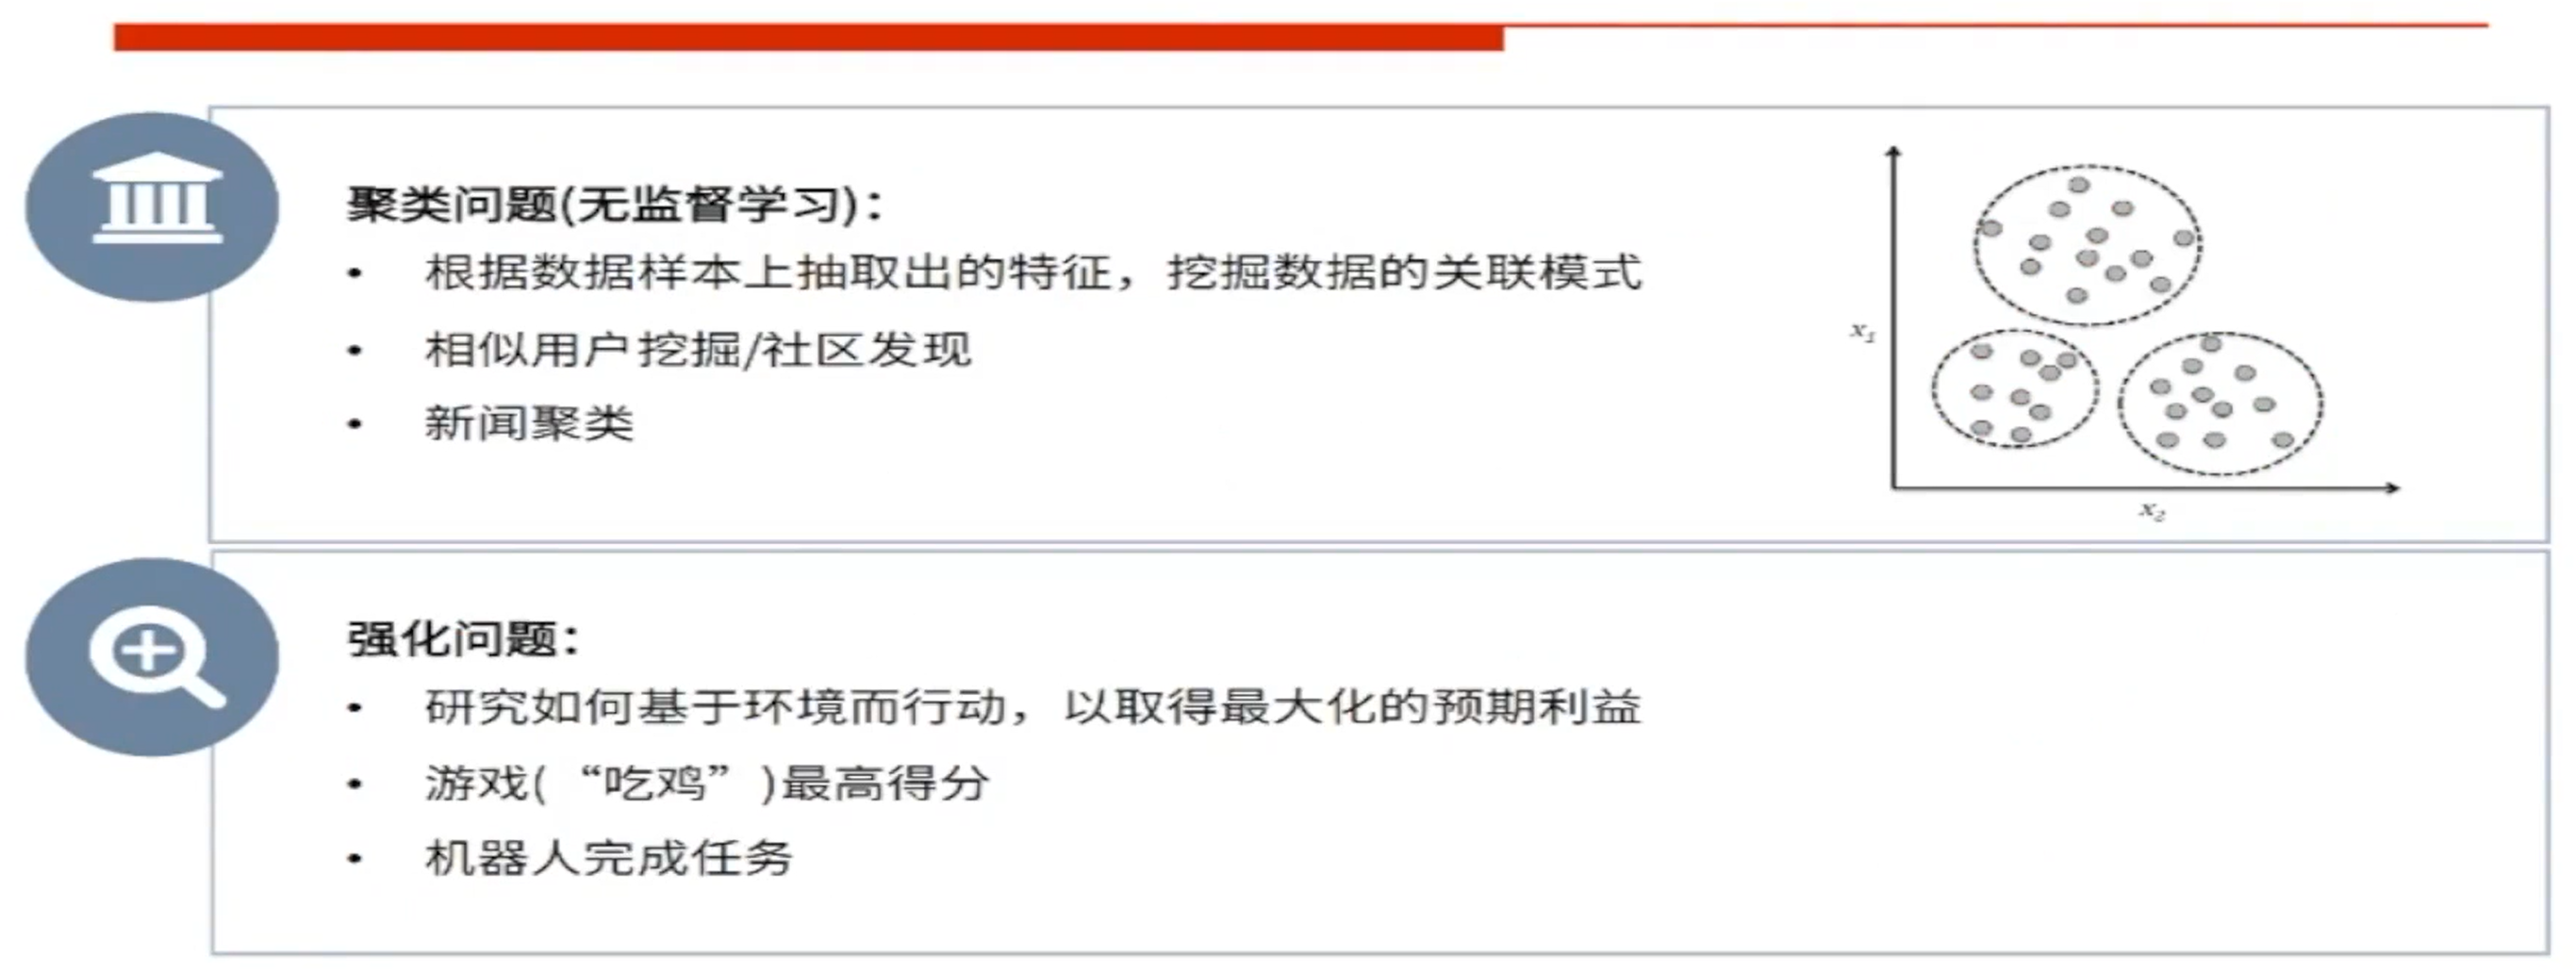 聚类问题(无监督学习)：
• 根据数据样本上抽取出的特征，挖掘数据的关联模式
• 相似用户挖掘/社区发现
• 新闻聚类
x₁
x₂
强化问题：
• 研究如何基于环境而行动，以取得最大化的预期利益
• 游戏(“吃鸡”)最高得分
• 机器人完成任务